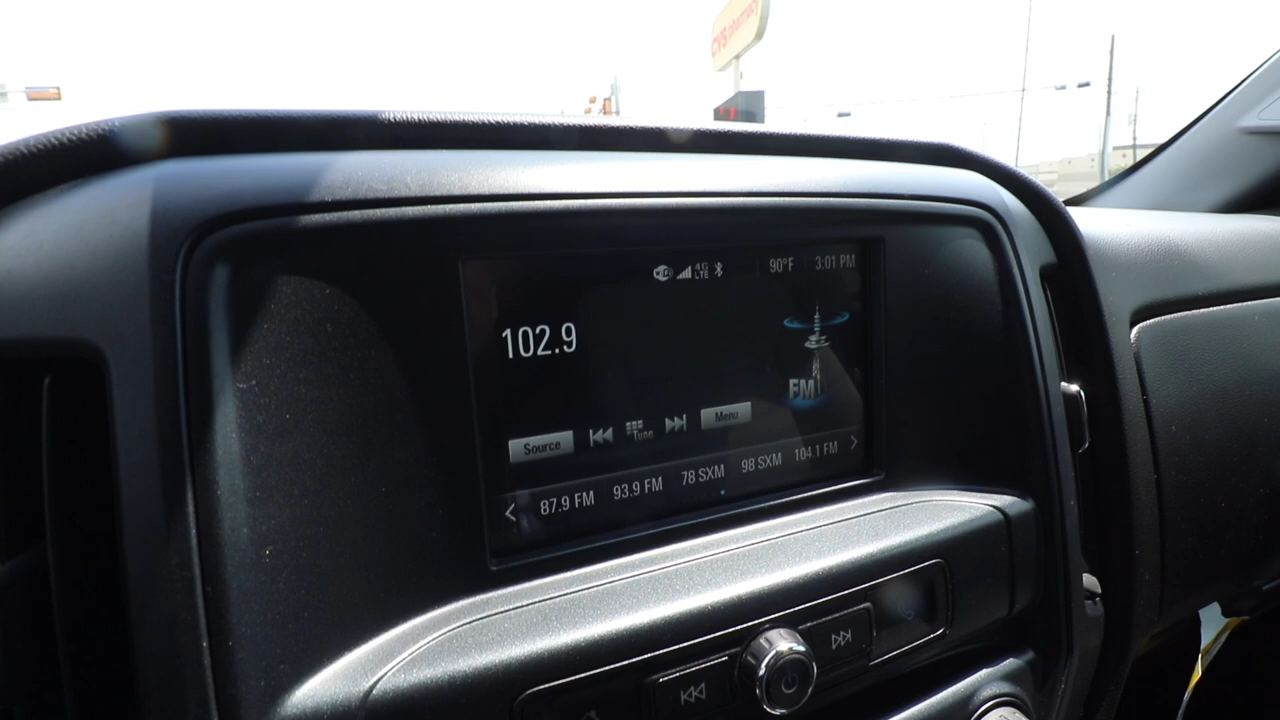 CVS pharmacy
WiFi 4G LTE 90°F 3:01 PM
102.9
FM
Source Tune Menu
87.9 FM 93.9 FM 78 SXM 98 SXM 104.1 FM